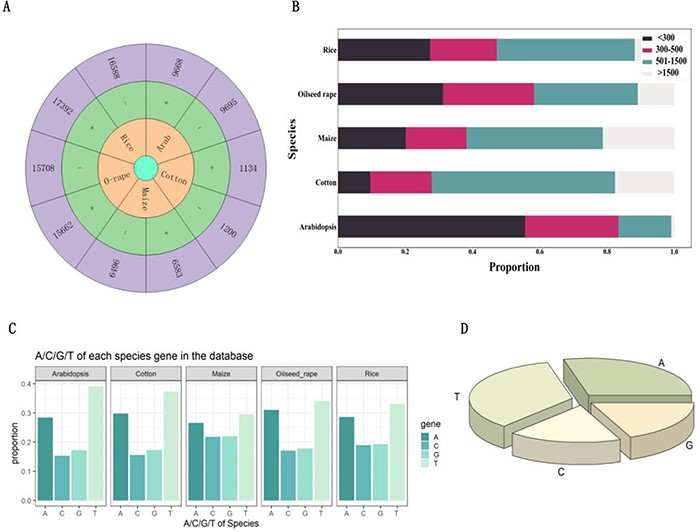 A
16588
9668
17392
9695
15708
1134
15662
1200
6496
6583
Rice
Arab
O-rape
Cotton
Maize
B
Species
Rice
Oilseed rape
Maize
Cotton
Arabidopsis
0.0
0.2
0.4
0.6
0.8
1.0
Proportion
<300
300-500
501-1500
>1500
C
A/C/G/T of each species gene in the database
Arabidopsis
Cotton
Maize
Oilseed_rape
Rice
proportion
0.4
0.3
0.2
0.1
0.0
A C G T
A C G T
A C G T
A C G T
A C G T
A/C/G/T of Species
gene
A
C
G
T
D
A
T
G
C